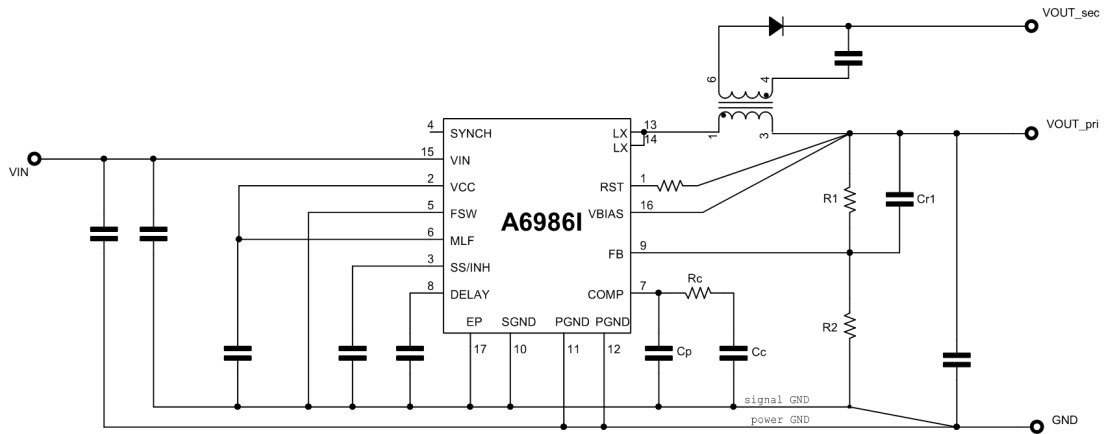 VOUT_sec
6
4
1
3
VOUT_pri
VIN
4
SYNCH
15
VIN
2
VCC
5
FSW
6
MLF
3
SS/INH
8
DELAY
A6986I
LX
13
LX
14
RST
1
VBIAS
16
FB
9
COMP
7
EP
SGND
PGND
PGND
17
10
11
12
R1
Cr1
Rc
R2
Cp
Cc
signal GND
power GND
GND